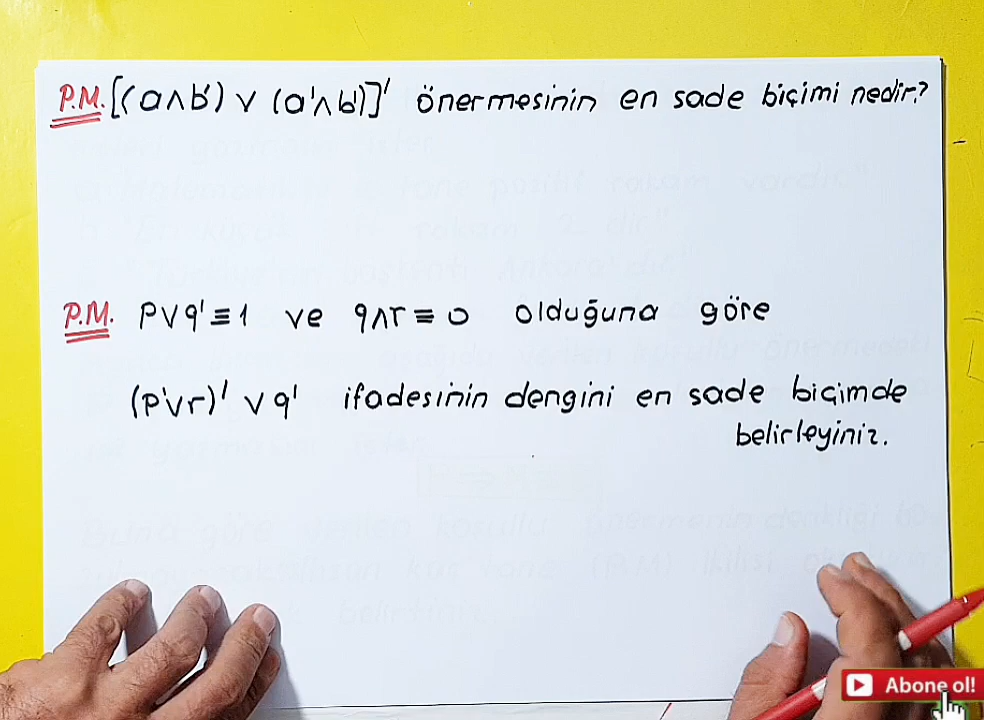 P.M. [(a∧b') ∨ (a'∧b')]' önermesinin en sade biçimi nedir?
P.M. p∨q'≡1 ve q∧r≡0 olduğuna göre
(p'∨r)' ∨ q' ifadesinin dengini en sade biçimde
belirleyiniz.
Abone ol!